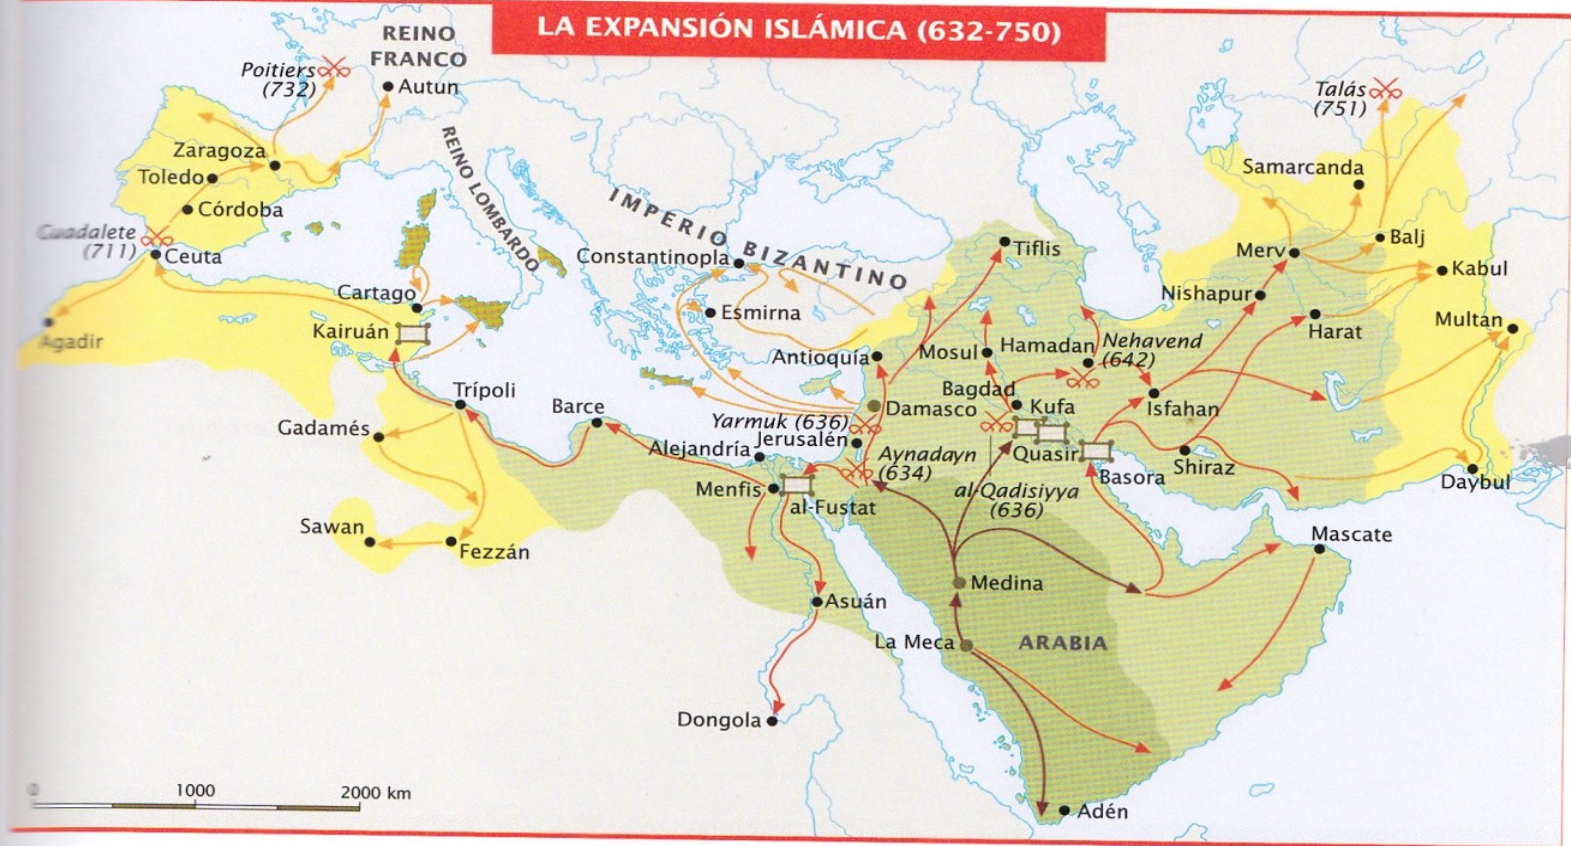 LA EXPANSIÓN ISLÁMICA (632-750)
REINO
FRANCO
Poitiers
(732)
Autun
Talás
(751)
Zaragoza
Toledo
Córdoba
REINO LOMBARDO
Samarcanda
IMPERIO BIZANTINO
Guadalete
(711)
Ceuta
Constantinopla
Tiflis
Merv
Balj
Kabul
Cartago
Esmirna
Nishapur
Kairuán
Agadir
Harat
Multan
Antioquía
Mosul
Hamadan
Nehavend
(642)
Trípoli
Barce
Bagdad
Damasco
Kufa
Isfahan
Gadamés
Yarmuk (636)
Alejandría
Jerusalén
Aynadayn
(634)
Quasir
Basora
Shiraz
Daybul
Menfis
al-Fustat
al-Qadisiyya
(636)
Sawan
Fezzán
Mascate
Medina
Asuán
La Meca
ARABIA
Dongola
0
1000
2000 km
Adén